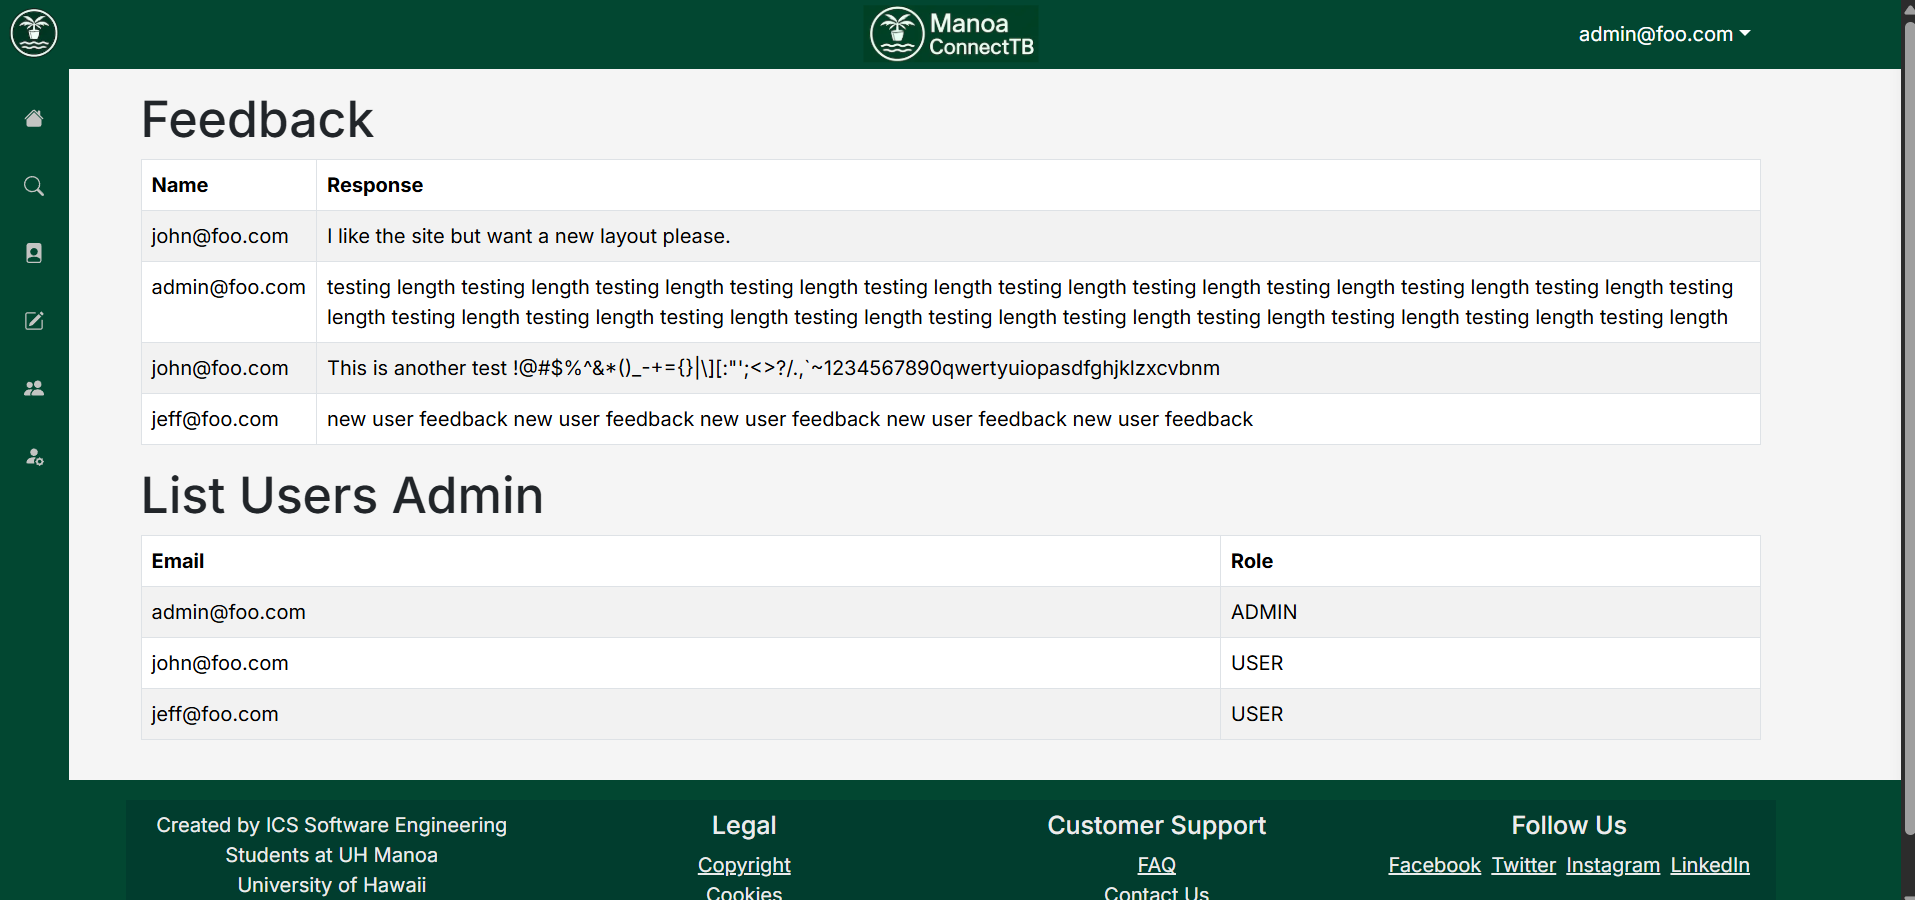 Manoa
ConnectTB
admin@foo.com
Feedback
Name Response
john@foo.com I like the site but want a new layout please.
admin@foo.com testing length testing length testing length testing length testing length testing length testing length testing length testing length testing length testing
length testing length testing length testing length testing length testing length testing length testing length testing length testing length testing length
john@foo.com This is another test !@#$%^&*()_-+={}|\][:"';<>?/.,`~1234567890qwertyuiopasdfghjklzxcvbnm
jeff@foo.com new user feedback new user feedback new user feedback new user feedback new user feedback
List Users Admin
Email Role
admin@foo.com ADMIN
john@foo.com USER
jeff@foo.com USER
Created by ICS Software Engineering
Students at UH Manoa
University of Hawaii
Legal
Copyright
Cookies
Customer Support
FAQ
Contact Us
Follow Us
Facebook Twitter Instagram LinkedIn